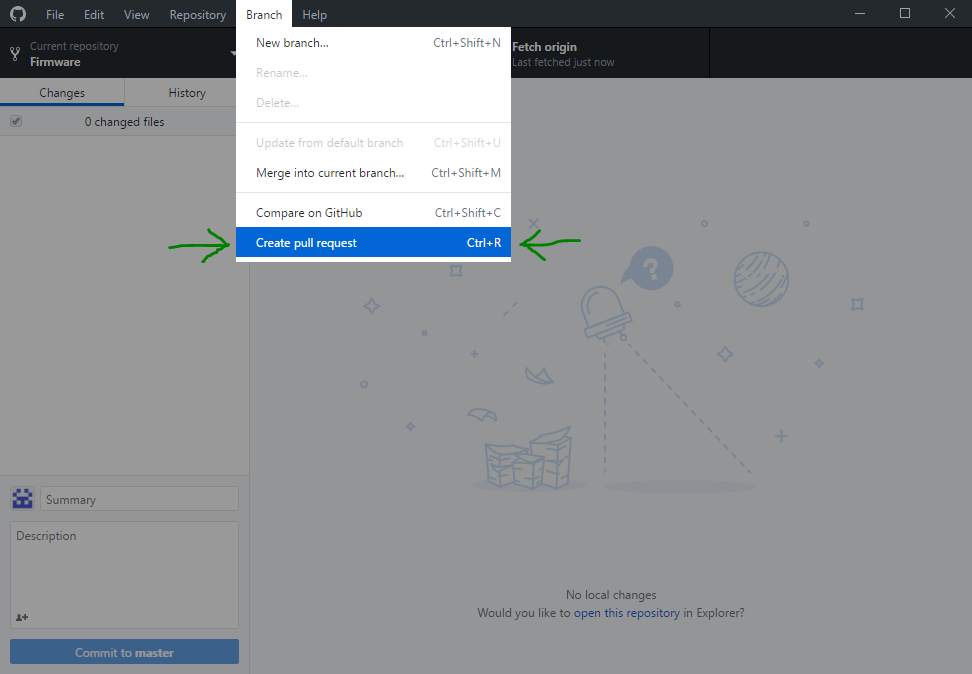 File Edit View Repository Branch Help
Current repository
Firmware
Fetch origin
Last fetched just now
New branch... Ctrl+Shift+N
Rename...
Delete...
Update from default branch Ctrl+Shift+U
Merge into current branch... Ctrl+Shift+M
Compare on GitHub Ctrl+Shift+C
Create pull request Ctrl+R
Changes History
0 changed files
?
Summary
Description
Commit to master
No local changes
Would you like to open this repository in Explorer?